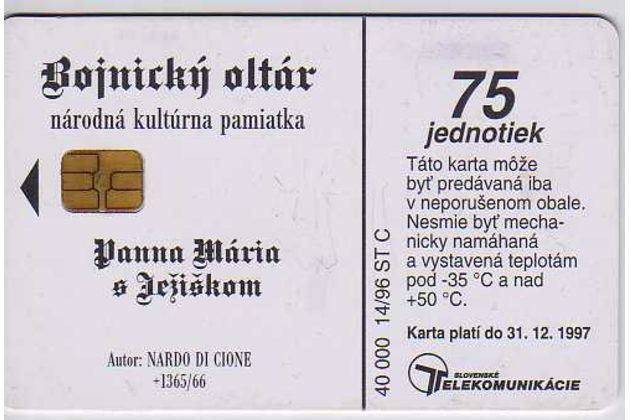 Bojnický oltár
národná kultúrna pamiatka
Panna Mária
s Ježiškom
Autor: NARDO DI CIONE
+1365/66
40 000 14/96 ST C
75
jednotiek
Táto karta môže
byť predávaná iba
v neporušenom obale.
Nesmie byť mecha-
nicky namáhaná
a vystavená teplotám
pod -35 °C a nad
+50 °C.
Karta platí do 31. 12. 1997
SLOVENSKÉ
TELEKOMUNIKÁCIE